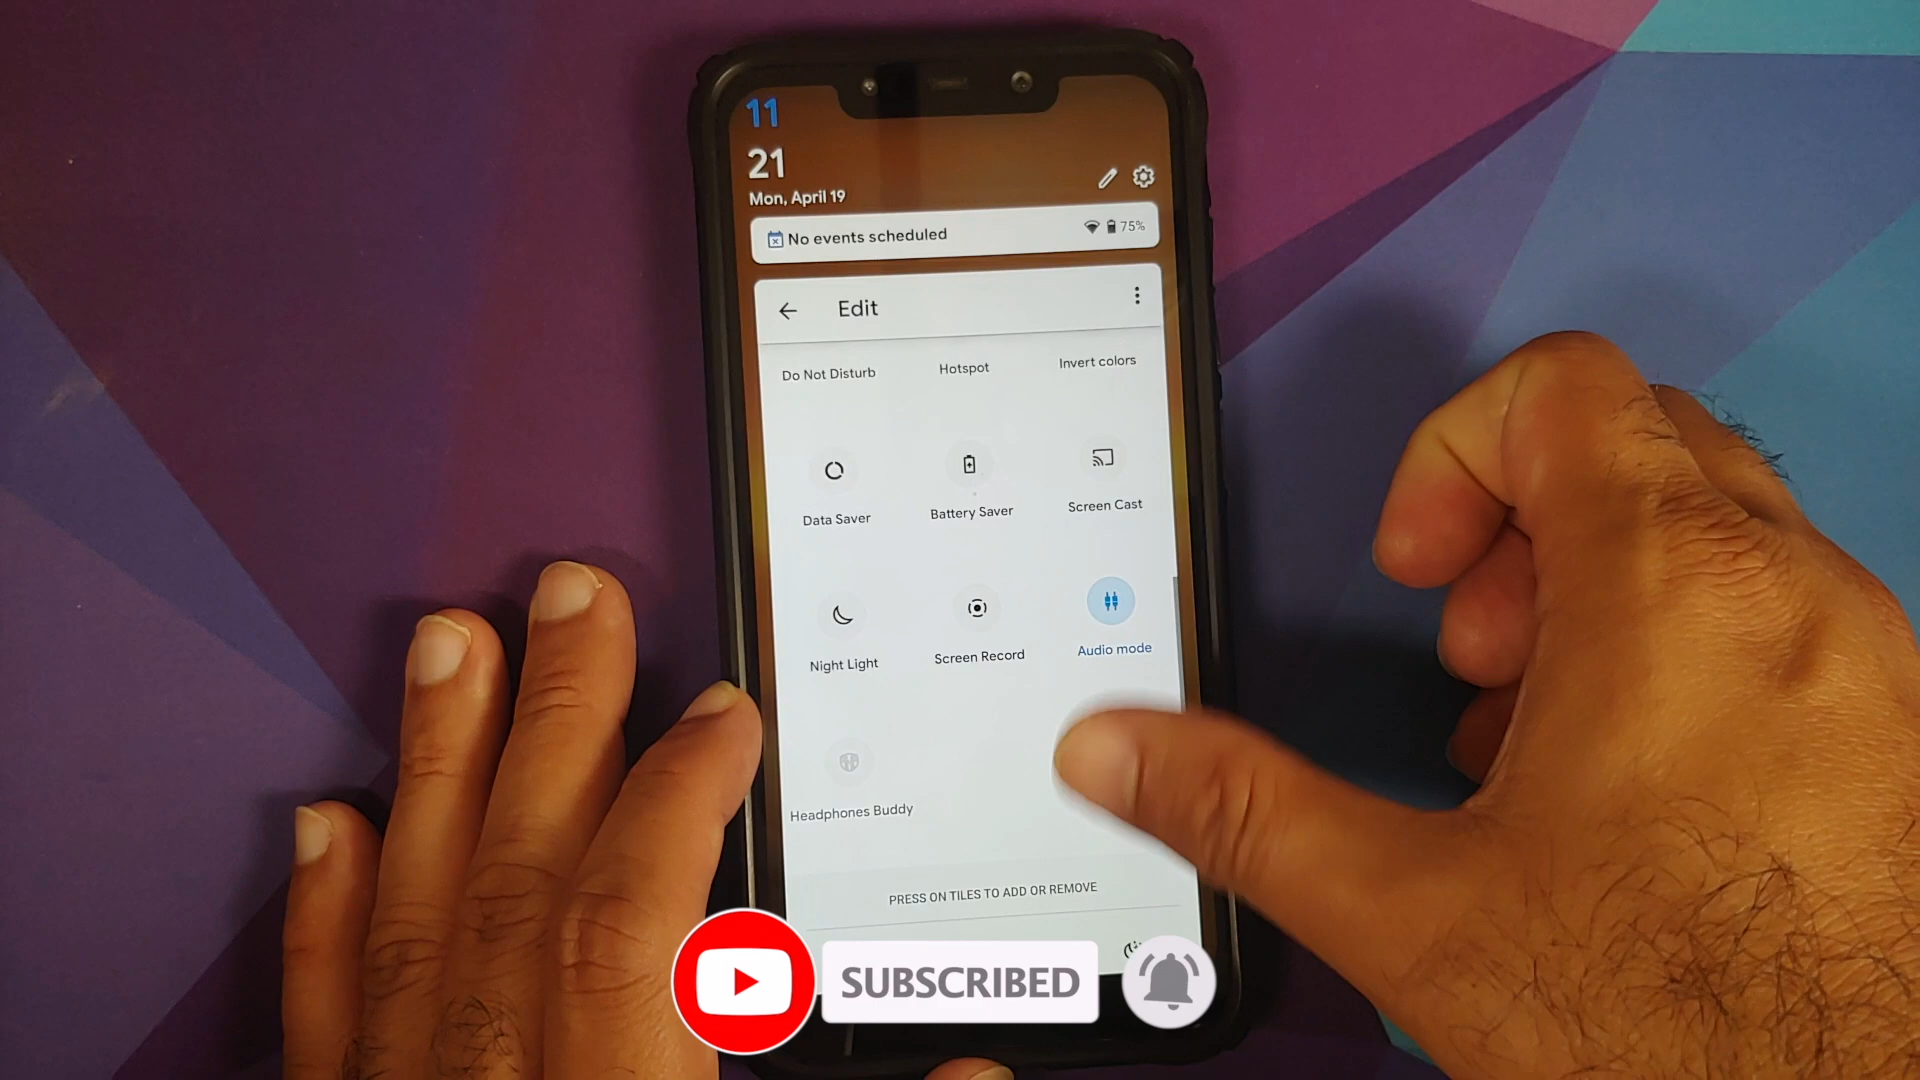 11
21
Mon, April 19
No events scheduled
75%
Edit
Do Not Disturb
Hotspot
Invert colors
Data Saver
Battery Saver
Screen Cast
Night Light
Screen Record
Audio mode
Headphones Buddy
PRESS ON TILES TO ADD OR REMOVE
SUBSCRIBED